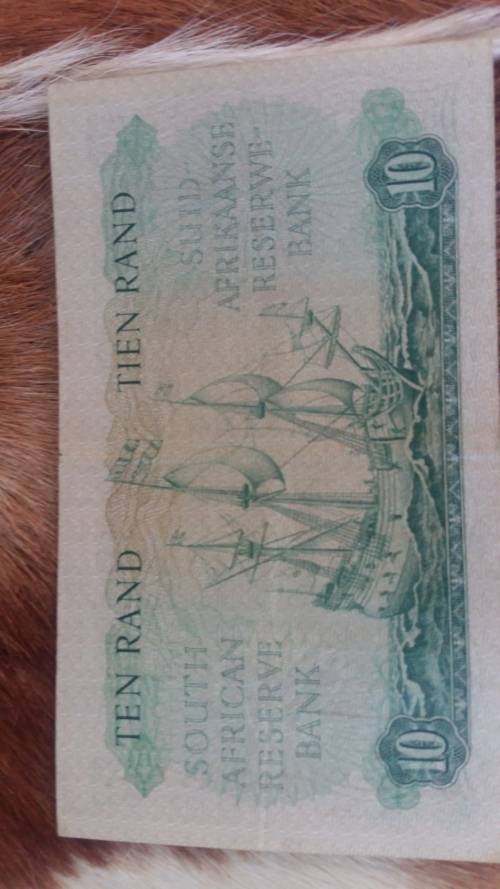 TEN RAND TIEN RAND
SOUTH
AFRICAN
RESERVE
BANK
SUID-
AFRIKAANSE
RESERWE-
BANK
10
10